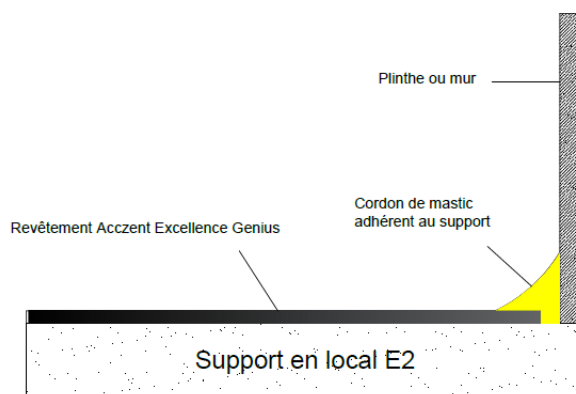 Plinthe ou mur
Cordon de mastic
adhérent au support
Revêtement Acczent Excellence Genius
Support en local E2